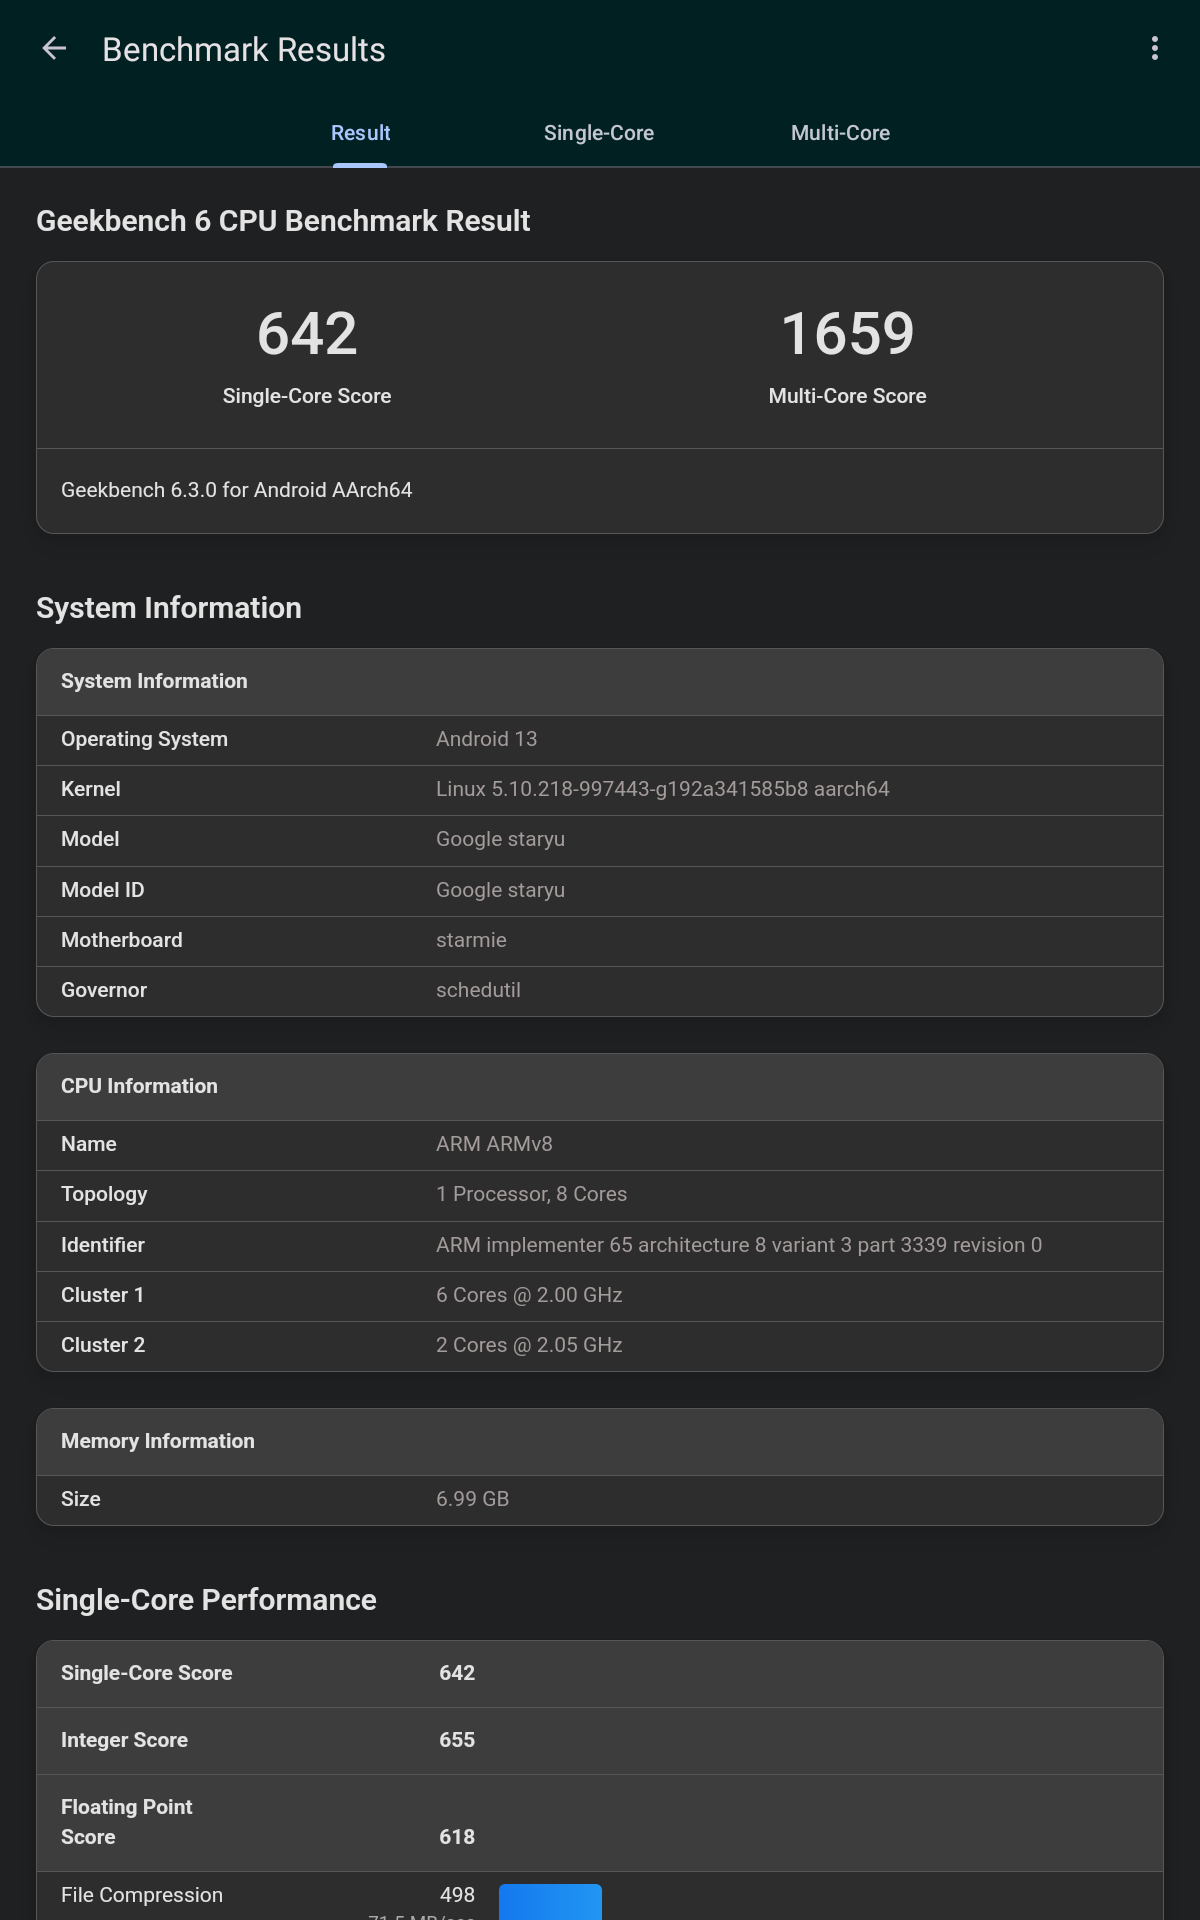 Benchmark Results
Result Single-Core Multi-Core
Geekbench 6 CPU Benchmark Result
642 1659
Single-Core Score Multi-Core Score
Geekbench 6.3.0 for Android AArch64
System Information
System Information
Operating System Android 13
Kernel Linux 5.10.218-997443-g192a341585b8 aarch64
Model Google staryu
Model ID Google staryu
Motherboard starmie
Governor schedutil
CPU Information
Name ARM ARMv8
Topology 1 Processor, 8 Cores
Identifier ARM implementer 65 architecture 8 variant 3 part 3339 revision 0
Cluster 1 6 Cores @ 2.00 GHz
Cluster 2 2 Cores @ 2.05 GHz
Memory Information
Size 6.99 GB
Single-Core Performance
Single-Core Score 642
Integer Score 655
Floating Point
Score 618
File Compression 498
71.5 MB/sec